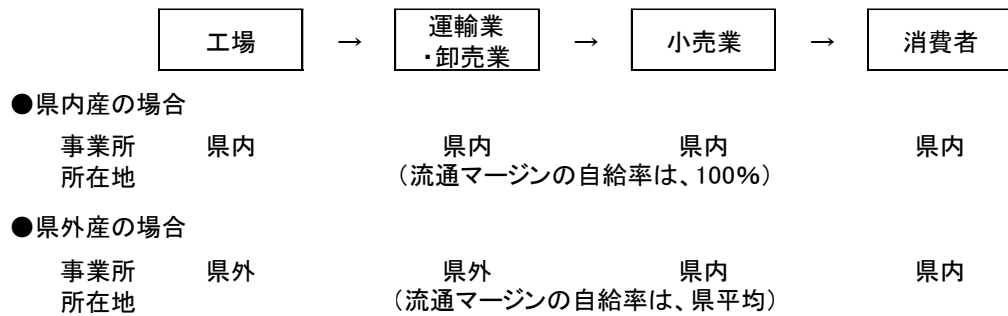 工場 → 運輸業・卸売業 → 小売業 → 消費者
●県内産の場合
事業所所在地 県内 県内 県内 県内
（流通マージンの自給率は、100%）
●県外産の場合
事業所所在地 県外 県外 県内 県内
（流通マージンの自給率は、県平均）